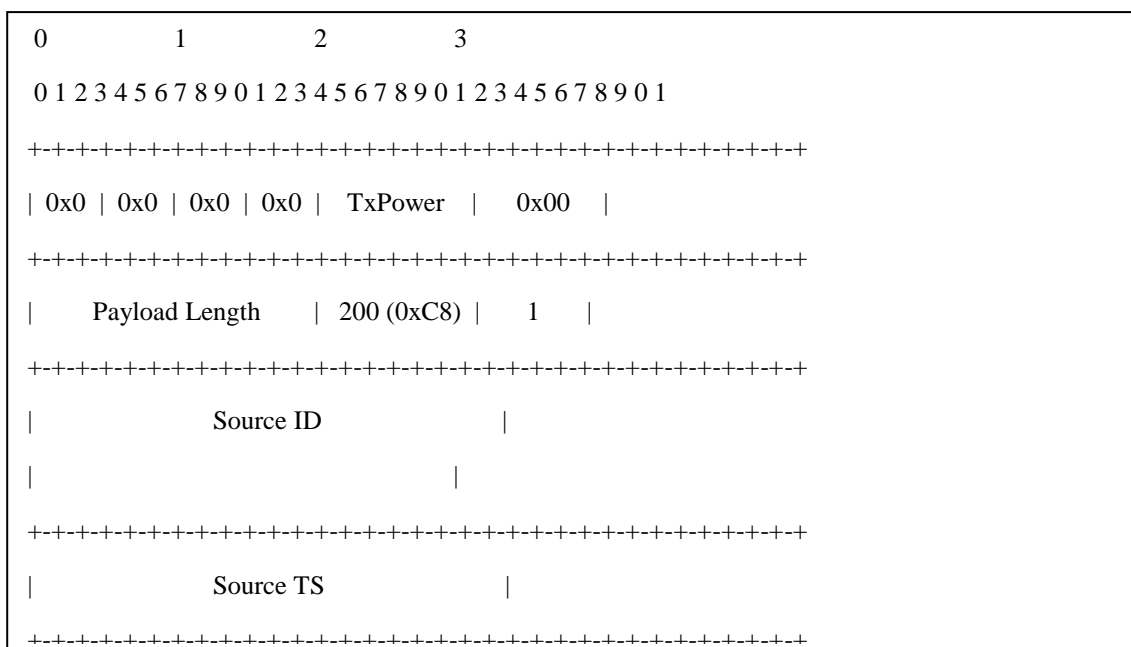 0 1 2 3
0 1 2 3 4 5 6 7 8 9 0 1 2 3 4 5 6 7 8 9 0 1 2 3 4 5 6 7 8 9 0 1
+-+-+-+-+-+-+-+-+-+-+-+-+-+-+-+-+-+-+-+-+-+-+-+-+-+-+-+-+-+-+-+-+
| 0x0 | 0x0 | 0x0 | 0x0 | TxPower | 0x00 |
+-+-+-+-+-+-+-+-+-+-+-+-+-+-+-+-+-+-+-+-+-+-+-+-+-+-+-+-+-+-+-+-+
| Payload Length | 200 (0xC8) | 1 |
+-+-+-+-+-+-+-+-+-+-+-+-+-+-+-+-+-+-+-+-+-+-+-+-+-+-+-+-+-+-+-+-+
| Source ID |
| |
+-+-+-+-+-+-+-+-+-+-+-+-+-+-+-+-+-+-+-+-+-+-+-+-+-+-+-+-+-+-+-+-+
| Source TS |
+-+-+-+-+-+-+-+-+-+-+-+-+-+-+-+-+-+-+-+-+-+-+-+-+-+-+-+-+-+-+-+-+